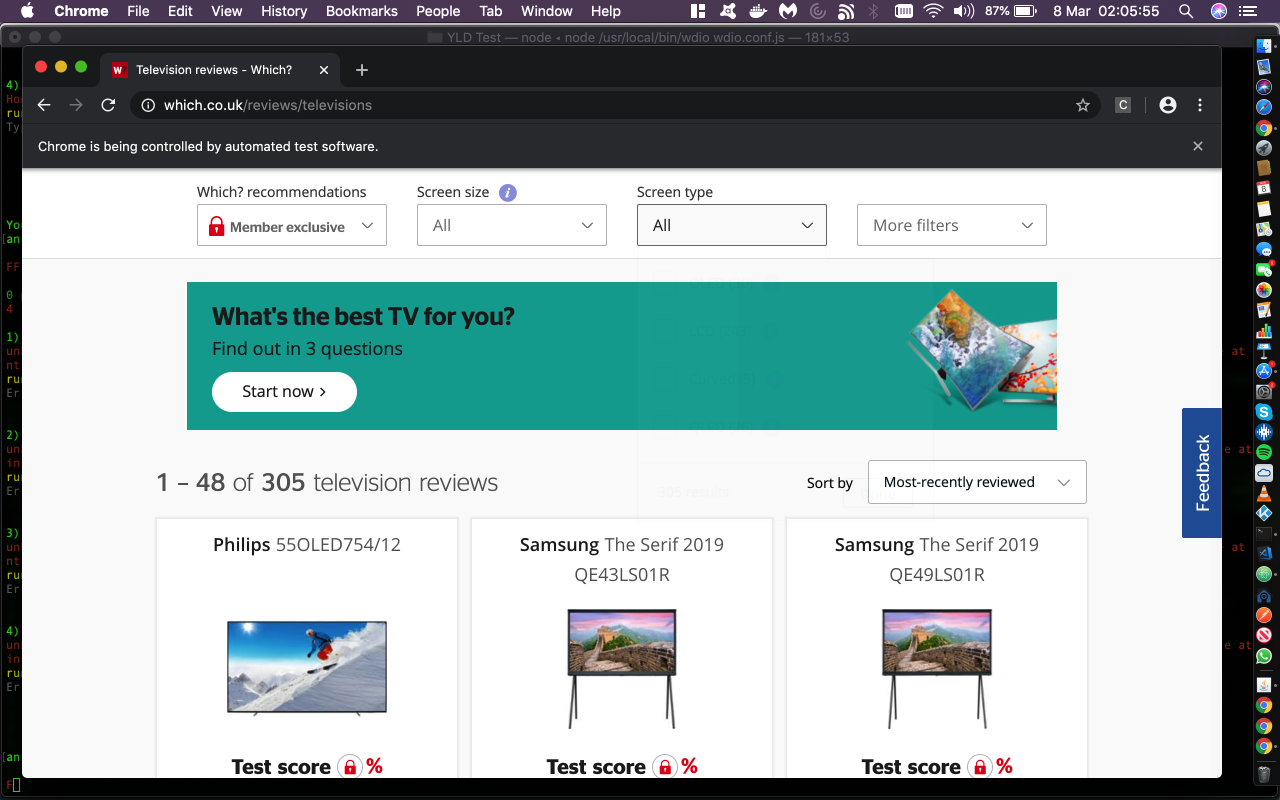 Chrome File Edit View History Bookmarks People Tab Window Help 87% 8 Mar 02:05:55
YLD Test — node • node /usr/local/bin/wdio wdio.conf.js — 181×53
Television reviews - Which?
which.co.uk/reviews/televisions
Chrome is being controlled by automated test software.
Which? recommendations Screen size i Screen type
Member exclusive All All More filters
What's the best TV for you?
Find out in 3 questions
Start now ›
Feedback
1 – 48 of 305 television reviews
Sort by Most-recently reviewed
305 results
Philips 55OLED754/12
Samsung The Serif 2019
QE43LS01R
Samsung The Serif 2019
QE49LS01R
Test score %
Test score %
Test score %